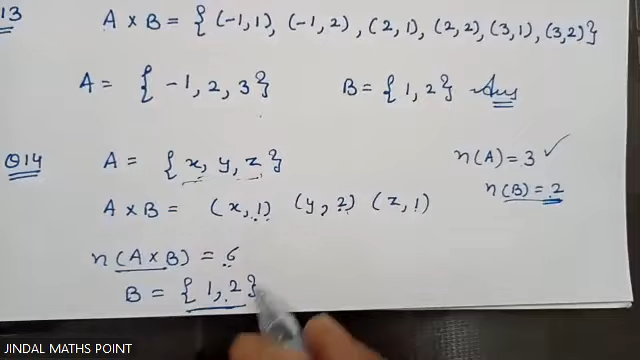 13 A × B = { (-1,1), (-1,2), (2,1), (2,2), (3,1), (3,2)}
A = { -1, 2, 3} B = { 1, 2} Ans
Q14 A = { x, y, z} n(A) = 3 ✓
n(B) = 2
A × B = (x, 1) (y, 2) (z, 1)
n(A × B) = 6
B = { 1, 2}
JINDAL MATHS POINT